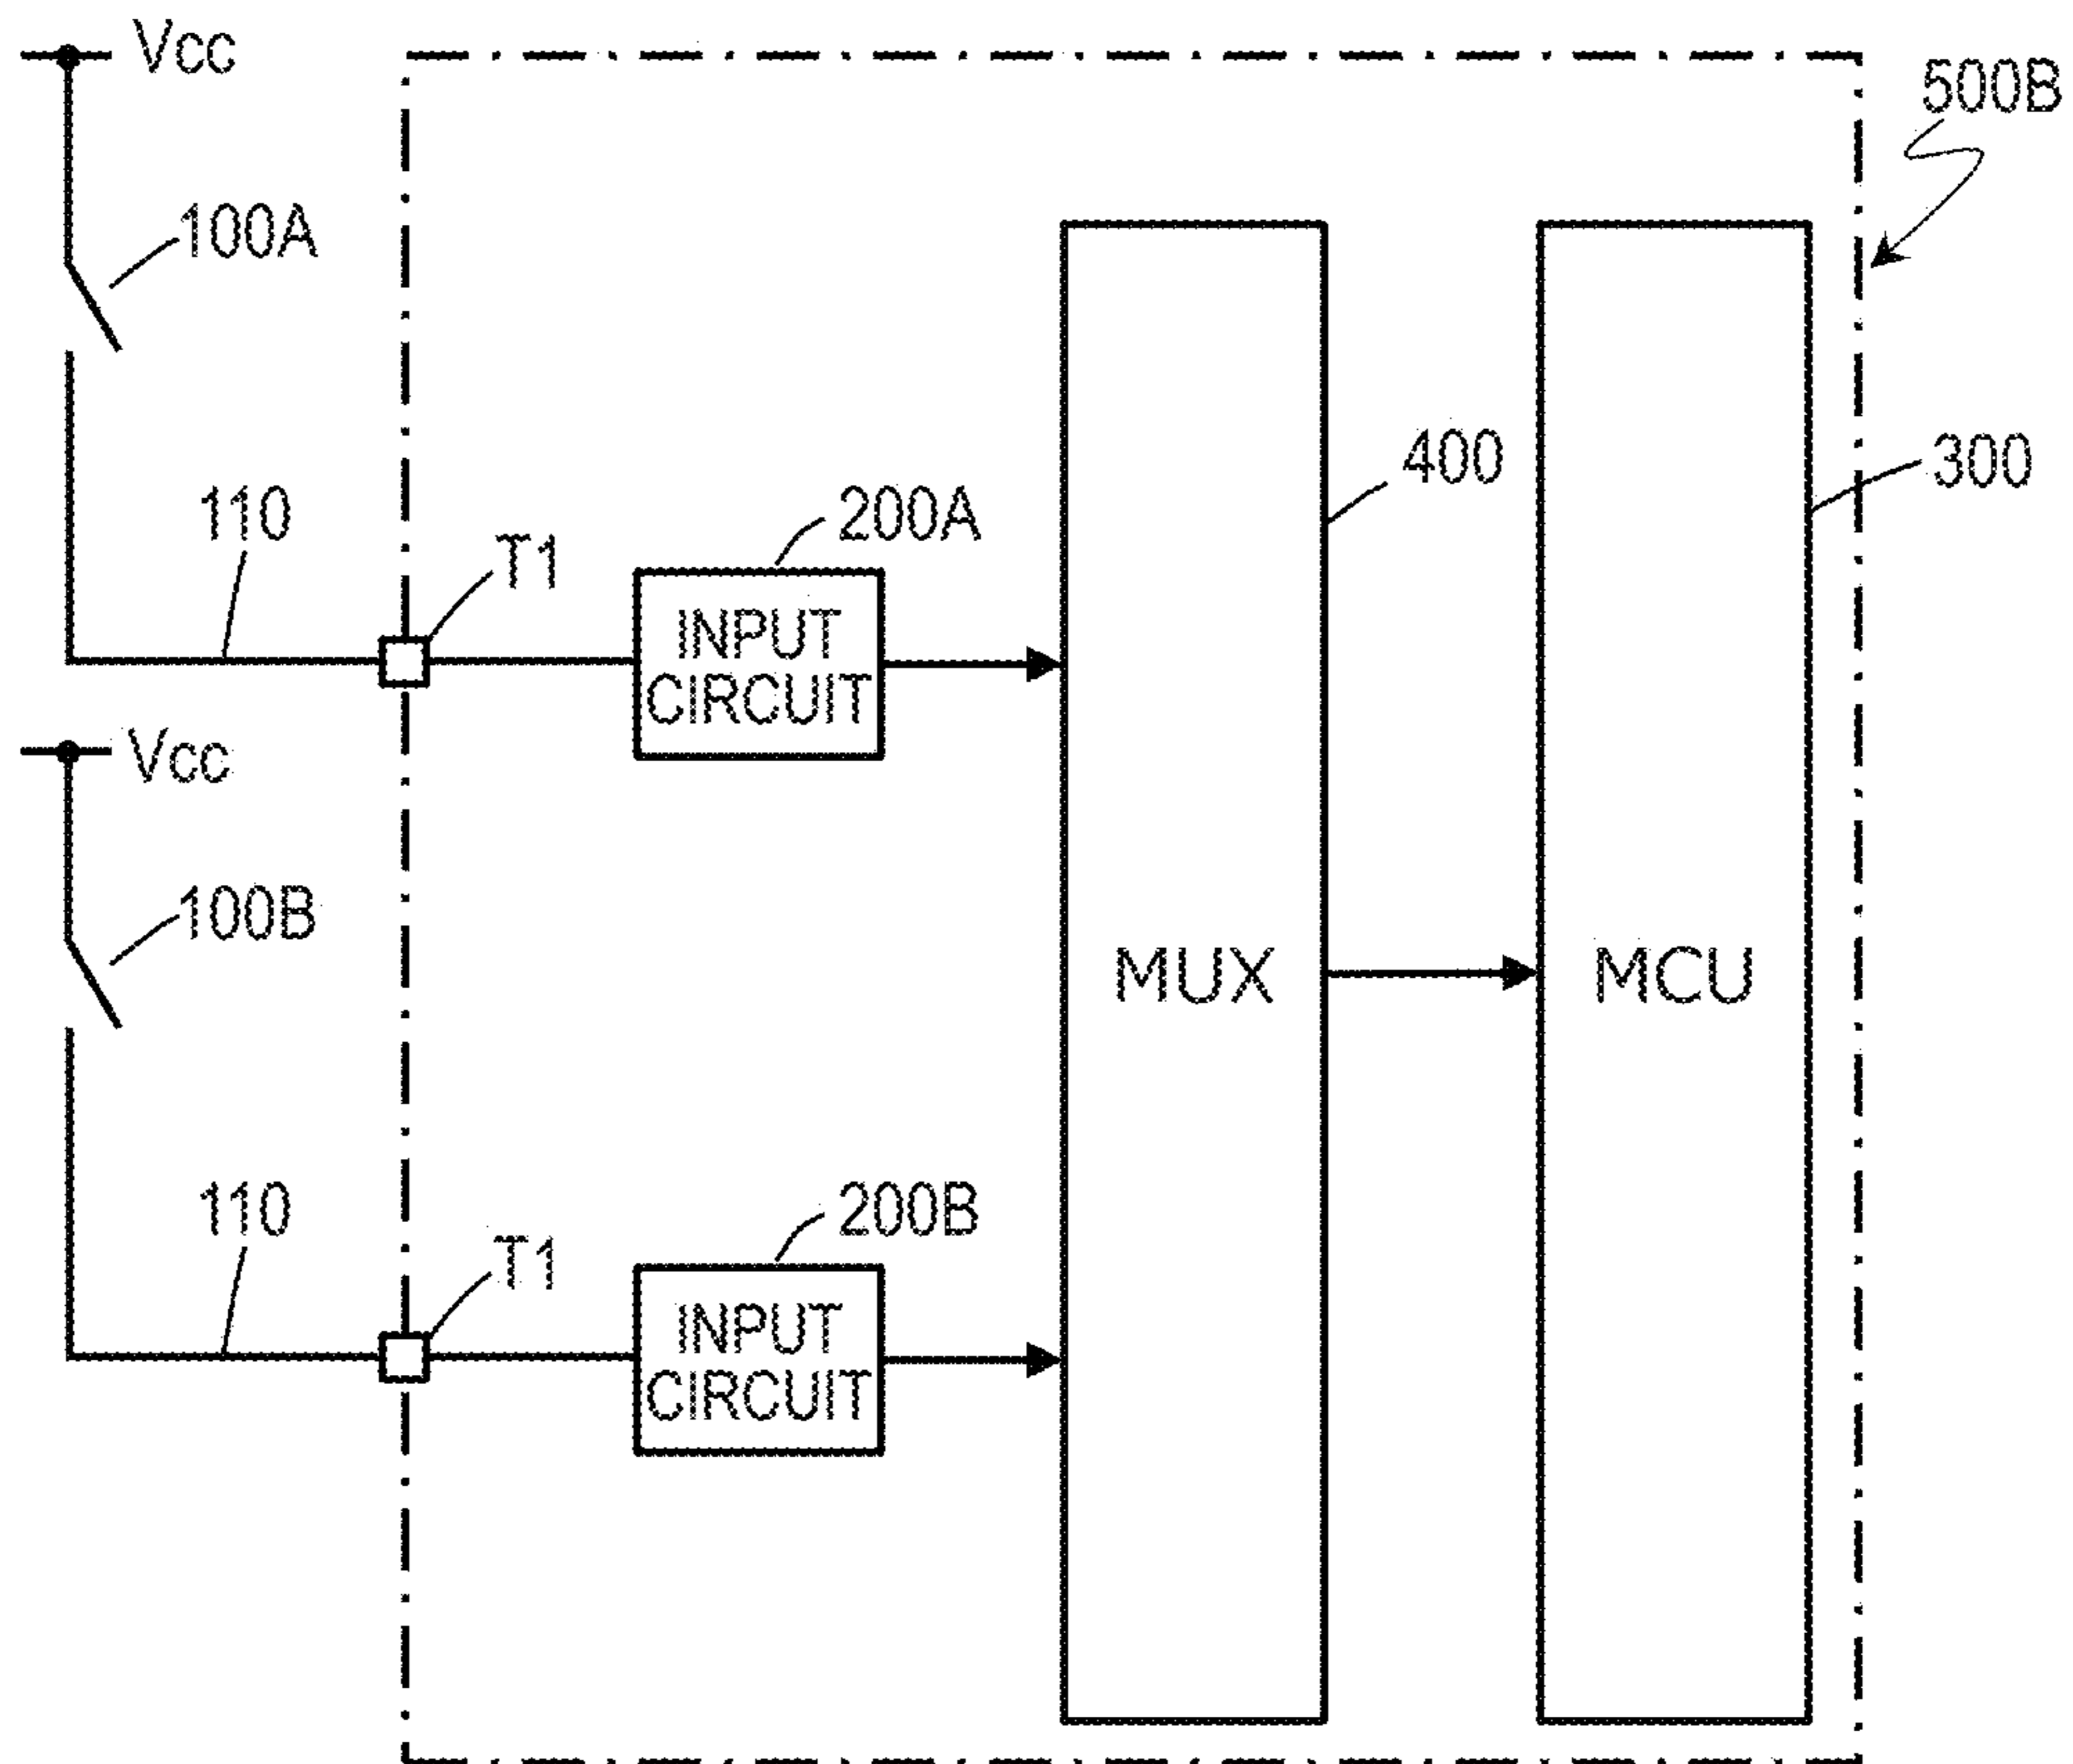 Vcc
500B
100A
400
300
110
T1
200A
INPUT
CIRCUIT
Vcc
100B
MUX
MCU
110
T1
200B
INPUT
CIRCUIT